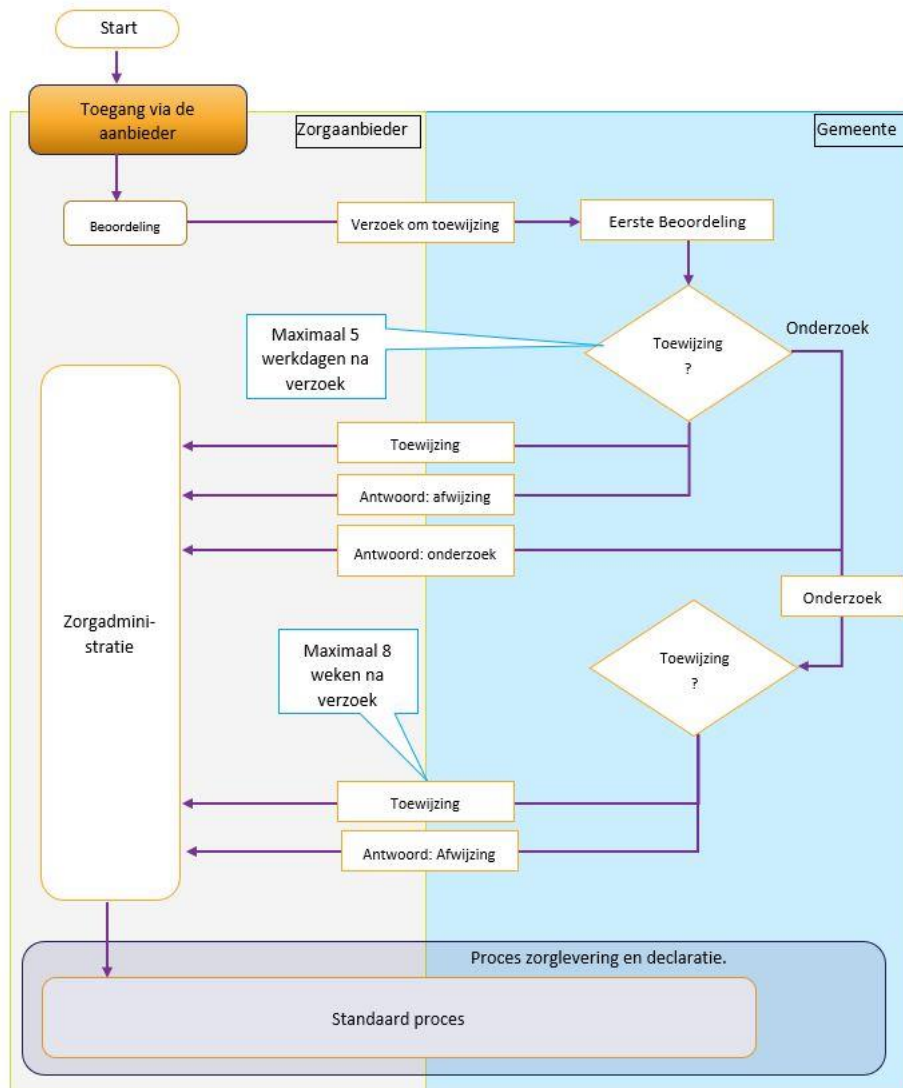 Start
Toegang via de
aanbieder
Zorgaanbieder
Gemeente
Beoordeling
Verzoek om toewijzing
Eerste Beoordeling
Maximaal 5
werkdagen na
verzoek
Toewijzing
?
Onderzoek
Toewijzing
Antwoord: afwijzing
Antwoord: onderzoek
Onderzoek
Zorgadmini-
stratie
Maximaal 8
weken na
verzoek
Toewijzing
?
Toewijzing
Antwoord: Afwijzing
Proces zorglevering en declaratie.
Standaard proces